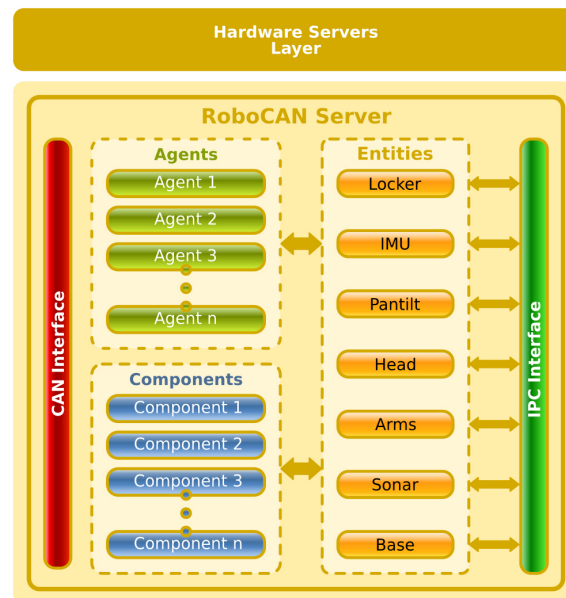 Hardware Servers
Layer
RoboCAN Server
CAN Interface
Agents
Agent 1
Agent 2
Agent 3
Agent n
Components
Component 1
Component 2
Component 3
Component n
Entities
Locker
IMU
Pantilt
Head
Arms
Sonar
Base
IPC Interface